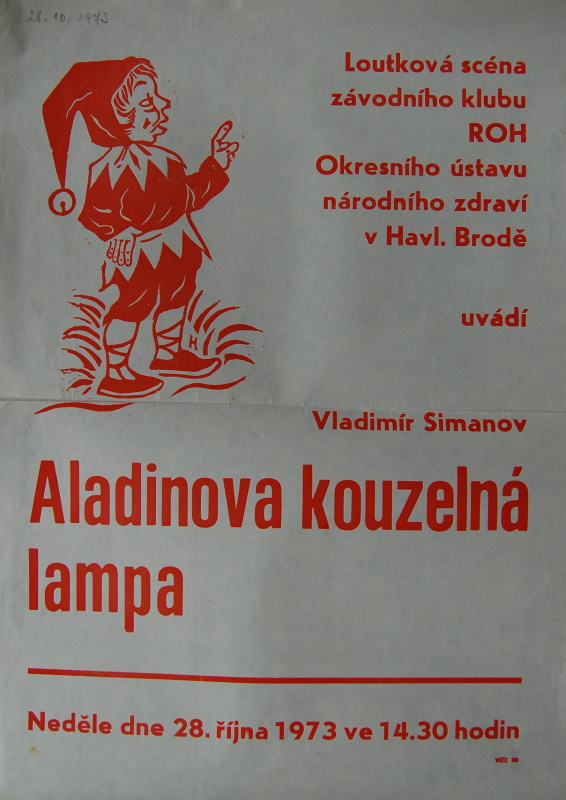 28. 10. 1973
Loutková scéna
závodního klubu
ROH
Okresního ústavu
národního zdraví
v Havl. Brodě
uvádí
H
Vladimír Simanov
Aladinova kouzelná
lampa
Neděle dne 28. října 1973 ve 14.30 hodin